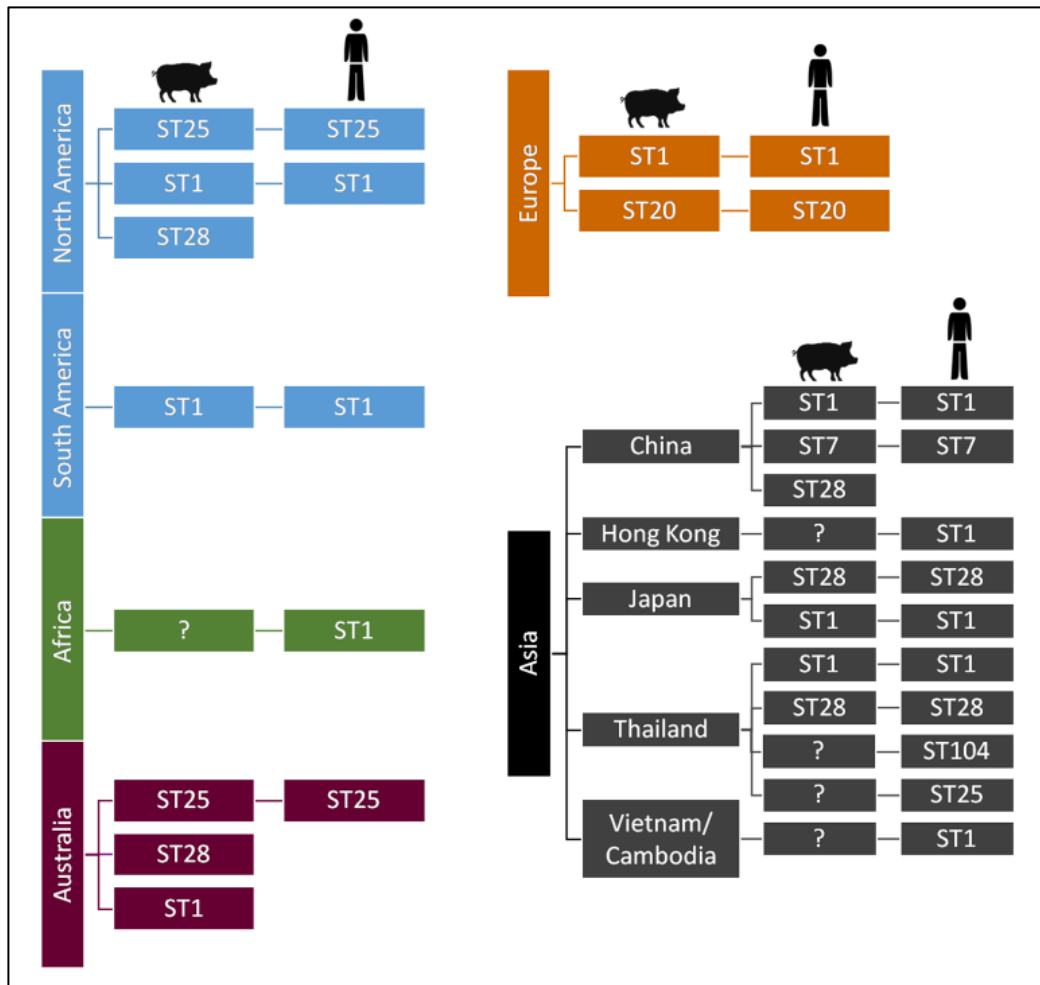 North America
ST25
ST25
ST1
ST1
ST28
South America
ST1
ST1
Africa
?
ST1
Australia
ST25
ST25
ST28
ST1
Europe
ST1
ST1
ST20
ST20
Asia
China
ST1
ST1
ST7
ST7
ST28
Hong Kong
?
ST1
Japan
ST28
ST28
ST1
ST1
Thailand
ST1
ST1
ST28
ST28
?
ST104
?
ST25
Vietnam/
Cambodia
?
ST1